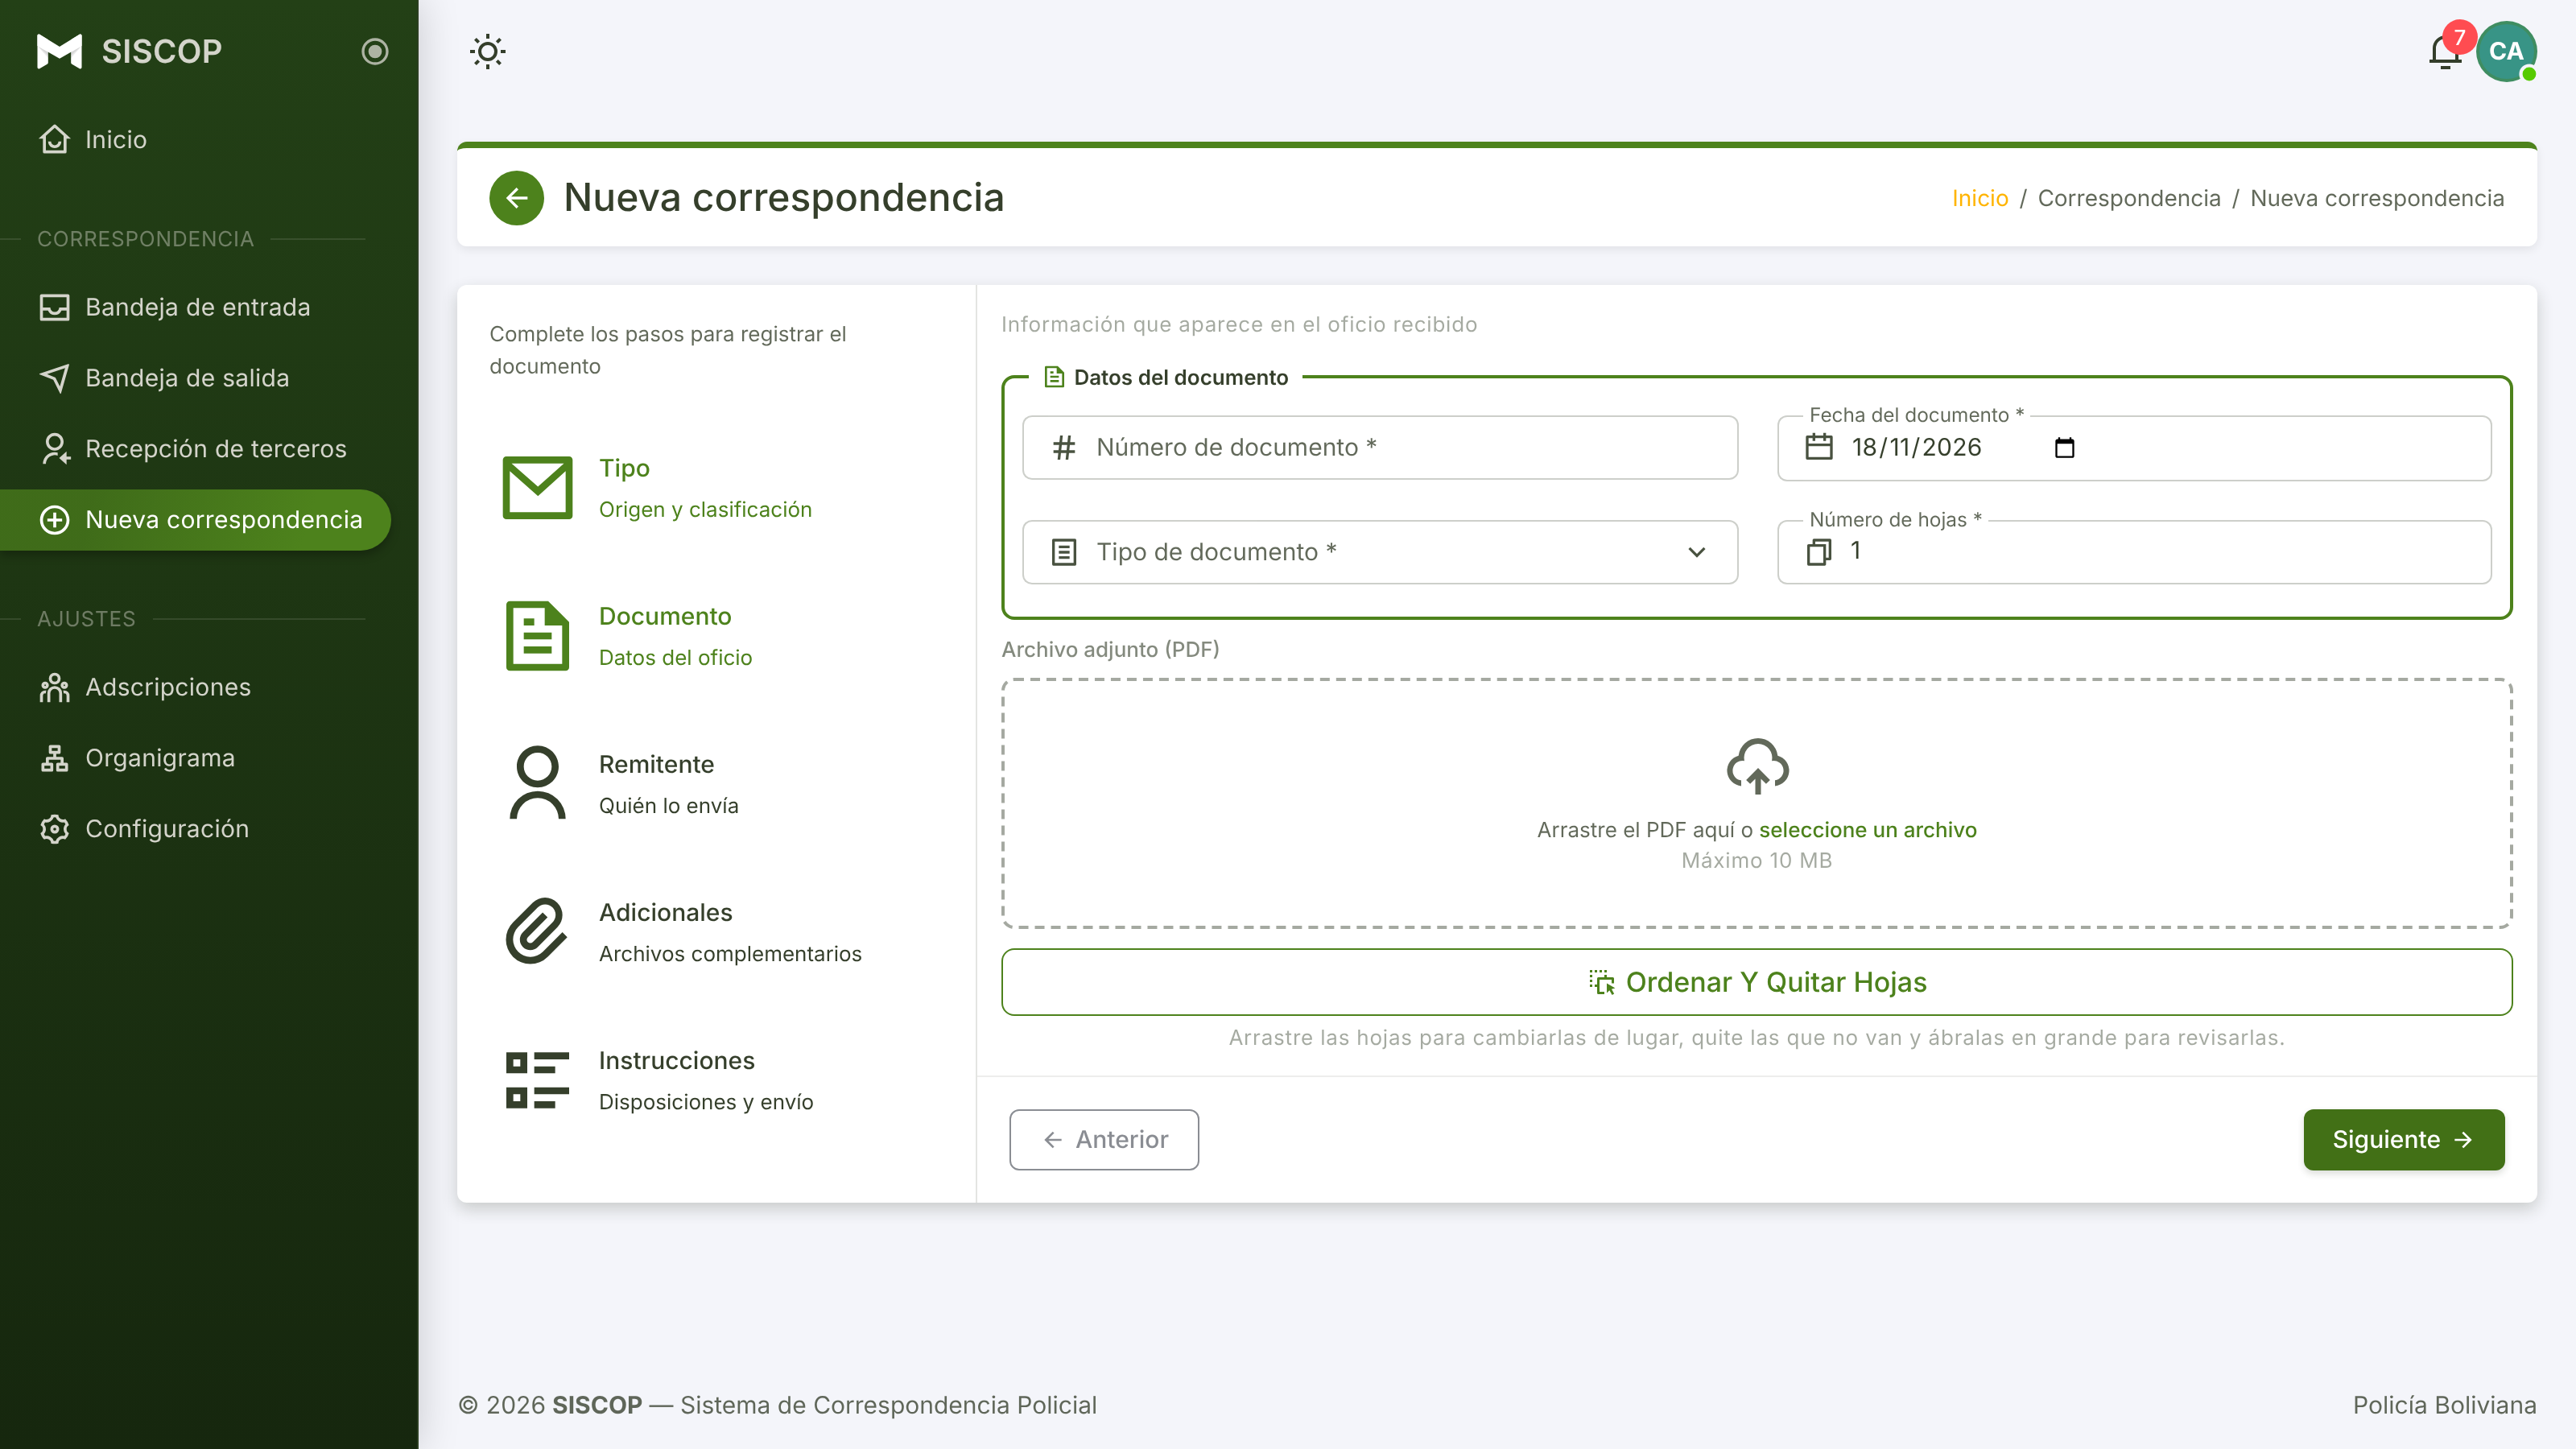 SISCOP
7
CA
Inicio
CORRESPONDENCIA
Bandeja de entrada
Bandeja de salida
Recepción de terceros
Nueva correspondencia
AJUSTES
Adscripciones
Organigrama
Configuración
Nueva correspondencia
Inicio / Correspondencia / Nueva correspondencia
Complete los pasos para registrar el
documento
Tipo
Origen y clasificación
Documento
Datos del oficio
Remitente
Quién lo envía
Adicionales
Archivos complementarios
Instrucciones
Disposiciones y envío
Información que aparece en el oficio recibido
Datos del documento
Número de documento *
Fecha del documento *
18/11/2026
Tipo de documento *
Número de hojas *
1
Archivo adjunto (PDF)
Arrastre el PDF aquí o seleccione un archivo
Máximo 10 MB
Ordenar Y Quitar Hojas
Arrastre las hojas para cambiarlas de lugar, quite las que no van y ábralas en grande para revisarlas.
Anterior
Siguiente
© 2026 SISCOP — Sistema de Correspondencia Policial
Policía Boliviana